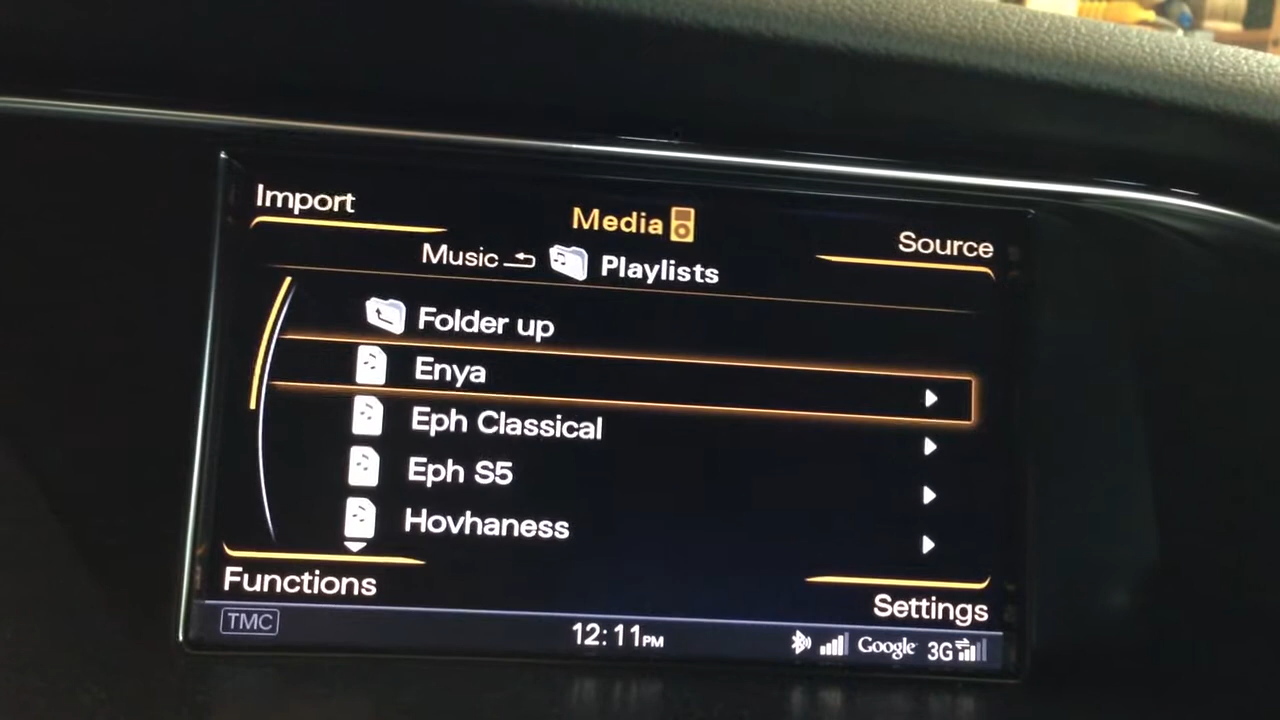 Import
Media
Source
Music Playlists
Folder up
Enya
Eph Classical
Eph S5
Hovhaness
Functions
Settings
TMC
12:11PM
Google 3G